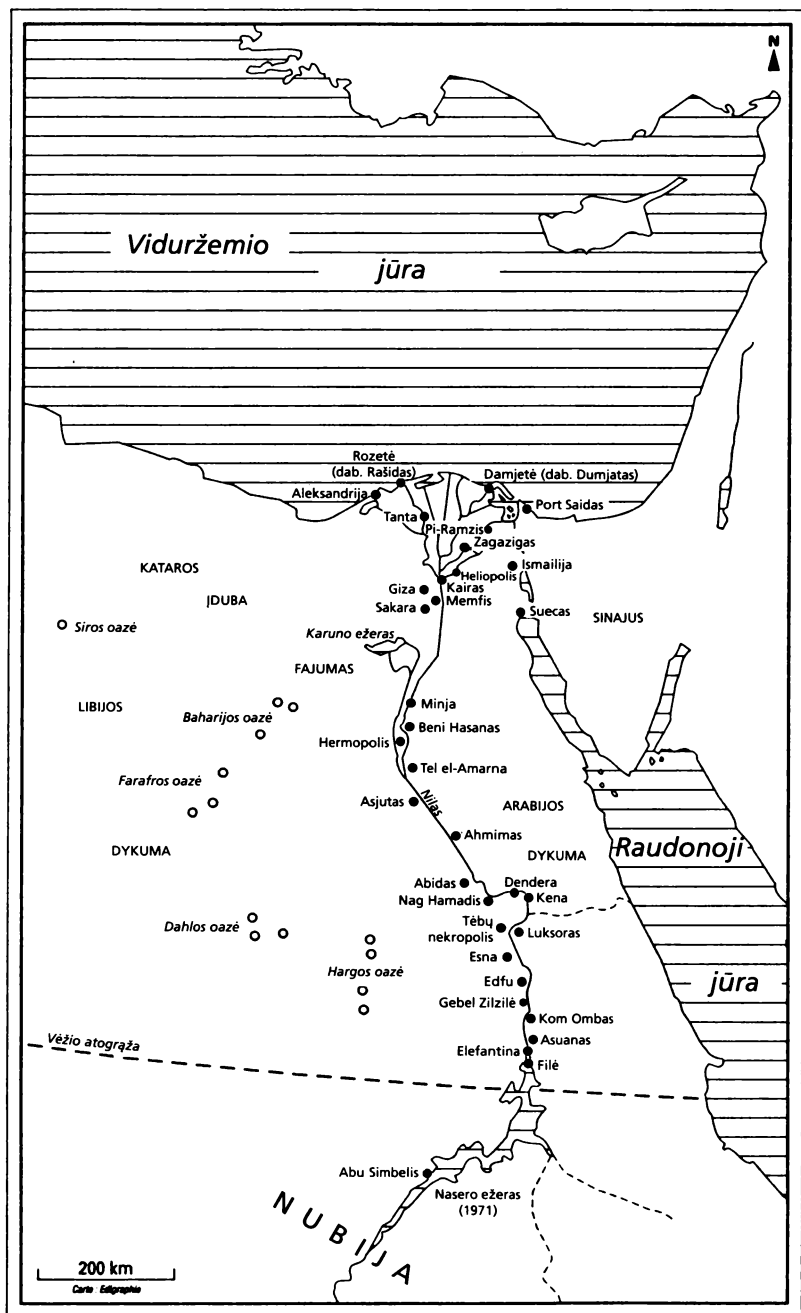 N
Viduržemio
jūra
Rozetė
(dab. Rašidas)
Damjetė (dab. Dumjatas)
Aleksandrija
Port Saidas
Tanta
Pi-Ramzis
Zagazigas
KATAROS
Heliopolis
Ismailija
Giza
Kairas
ĮDUBA
Memfis
Sakara
Suecas
SINAJUS
Siros oazė
Karuno ežeras
FAJUMAS
LIBIJOS
Minja
Baharijos oazė
Beni Hasanas
Hermopolis
Tel el-Amarna
Farafros oazė
Asjutas
Nilas
ARABIJOS
Ahmimas
DYKUMA
DYKUMA
Raudonoji
Abidas
Dendera
Nag Hamadis
Kena
Dahlos oazė
Tėbų
nekropolis
Luksoras
Esna
Hargos oazė
Edfu
jūra
Gebel Zilzilė
Kom Ombas
Vėžio atogrąža
Asuanas
Elefantina
Filė
Abu Simbelis
Nasero ežeras
(1971)
NUBIJA
200 km
Carte : Edigraphie